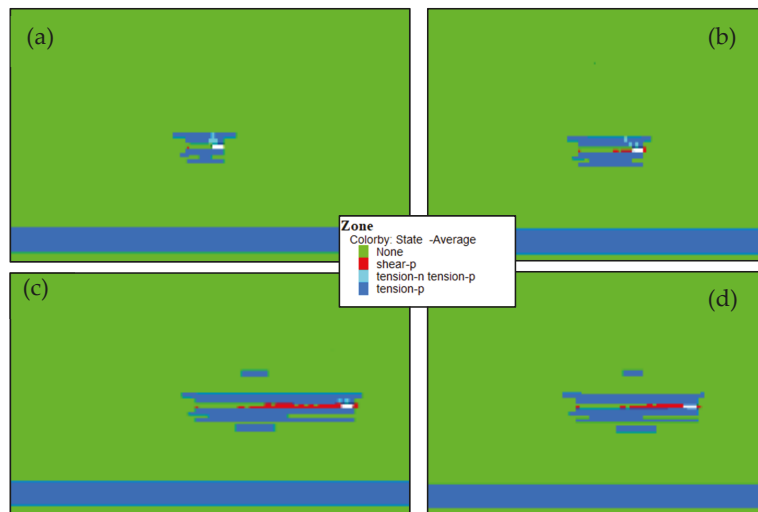 (a)
(b)
Zone
Colorby: State -Average
None
shear-p
tension-n tension-p
tension-p
(c)
(d)